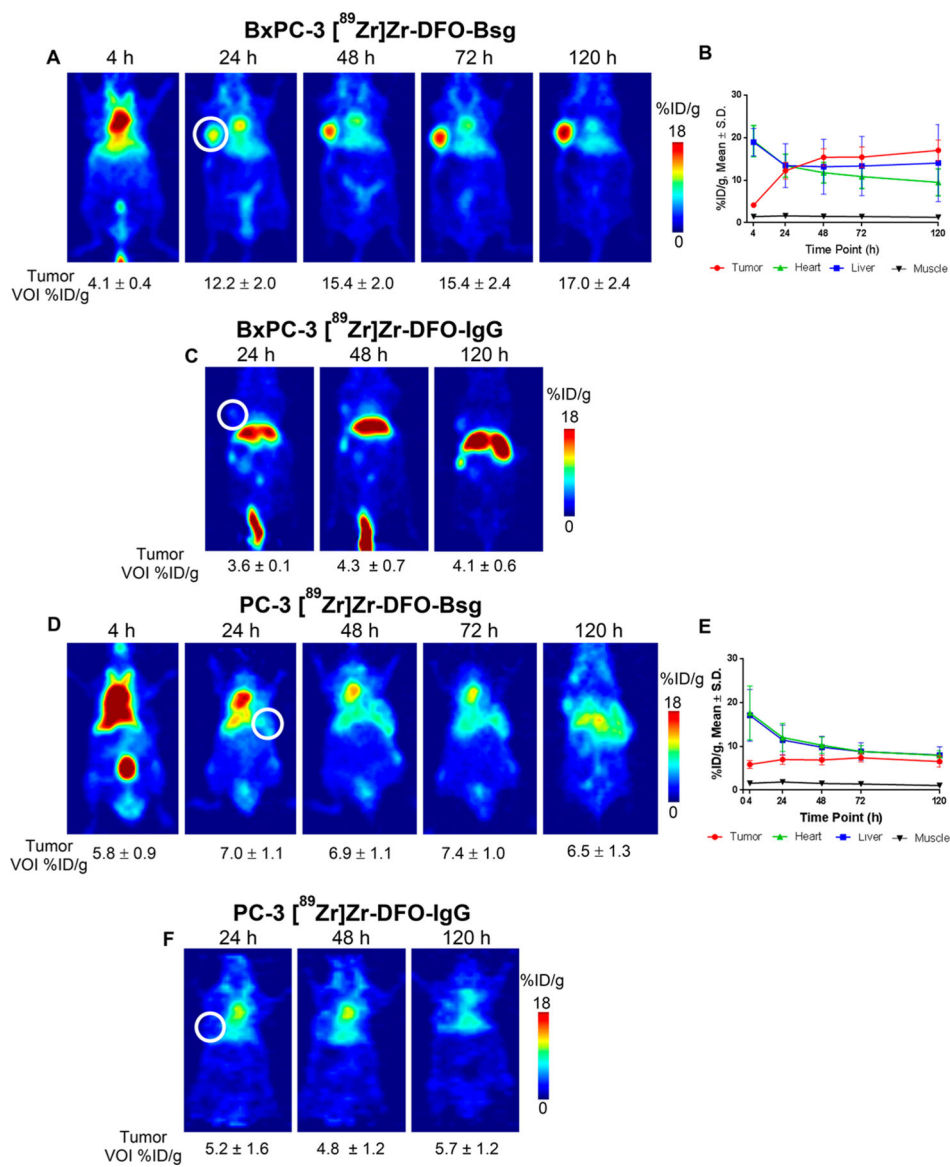 BxPC-3 [⁸⁹Zr]Zr-DFO-Bsg
A 4 h 24 h 48 h 72 h 120 h
%ID/g
18
0
Tumor
VOI %ID/g
4.1 ± 0.4 12.2 ± 2.0 15.4 ± 2.0 15.4 ± 2.4 17.0 ± 2.4
B
%ID/g, Mean ± S.D.
30
20
10
0
4 24 48 72 120
Time Point (h)
Tumor Heart Liver Muscle
BxPC-3 [⁸⁹Zr]Zr-DFO-IgG
C 24 h 48 h 120 h
%ID/g
18
0
Tumor
VOI %ID/g
3.6 ± 0.1 4.3 ± 0.7 4.1 ± 0.6
PC-3 [⁸⁹Zr]Zr-DFO-Bsg
D 4 h 24 h 48 h 72 h 120 h
%ID/g
18
0
Tumor
VOI %ID/g
5.8 ± 0.9 7.0 ± 1.1 6.9 ± 1.1 7.4 ± 1.0 6.5 ± 1.3
E
%ID/g, Mean ± S.D.
30
20
10
0
0 4 24 48 72 120
Time Point (h)
Tumor Heart Liver Muscle
PC-3 [⁸⁹Zr]Zr-DFO-IgG
F 24 h 48 h 120 h
%ID/g
18
0
Tumor
VOI %ID/g
5.2 ± 1.6 4.8 ± 1.2 5.7 ± 1.2